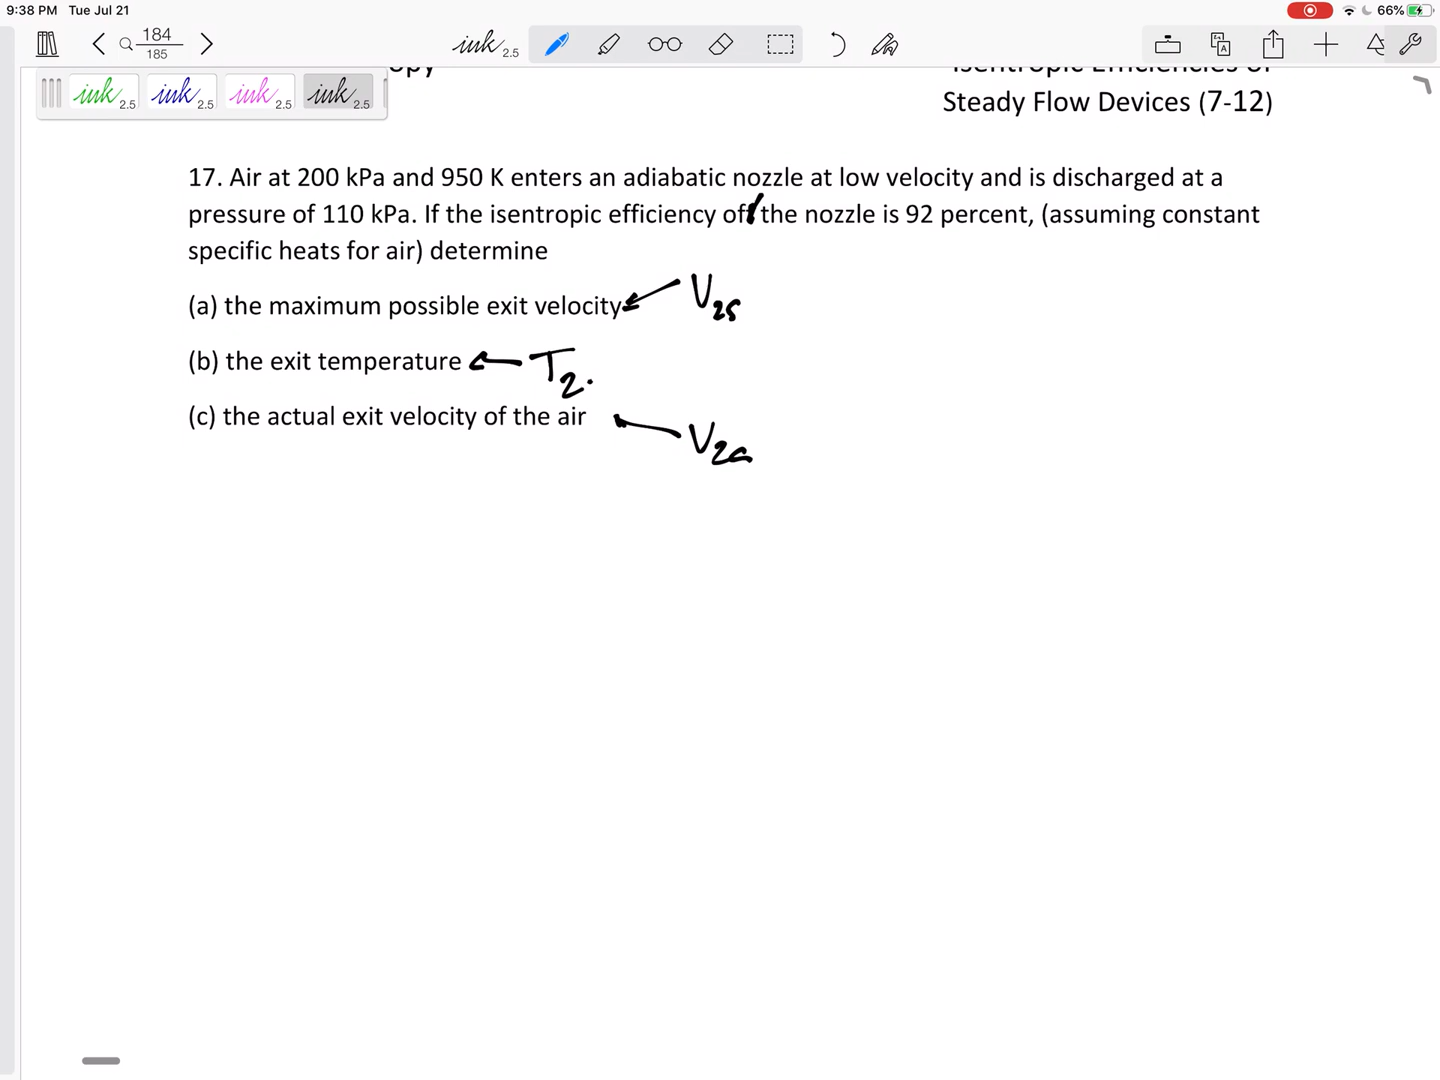 9:38 PM Tue Jul 21
66%
184
185
ink 2.5
ink 2.5 ink 2.5 ink 2.5 ink 2.5
Isentropic Efficiencies of
Steady Flow Devices (7-12)
17. Air at 200 kPa and 950 K enters an adiabatic nozzle at low velocity and is discharged at a
pressure of 110 kPa. If the isentropic efficiency of the nozzle is 92 percent, (assuming constant
specific heats for air) determine
(a) the maximum possible exit velocity V2s
(b) the exit temperature T2.
(c) the actual exit velocity of the air V2a